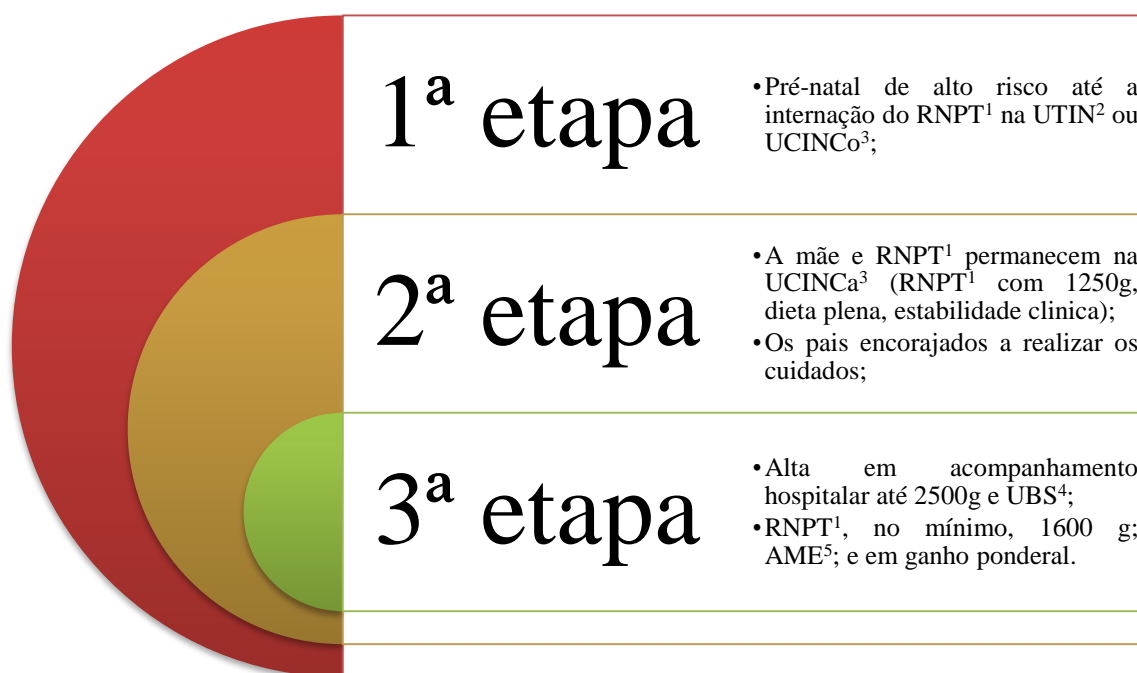 1ª etapa
•Pré-natal de alto risco até a
internação do RNPT¹ na UTIN² ou
UCINCo³;
2ª etapa
•A mãe e RNPT¹ permanecem na
UCINCa³ (RNPT¹ com 1250g,
dieta plena, estabilidade clinica);
•Os pais encorajados a realizar os
cuidados;
3ª etapa
•Alta em acompanhamento
hospitalar até 2500g e UBS⁴;
•RNPT¹, no mínimo, 1600 g;
AME⁵; e em ganho ponderal.